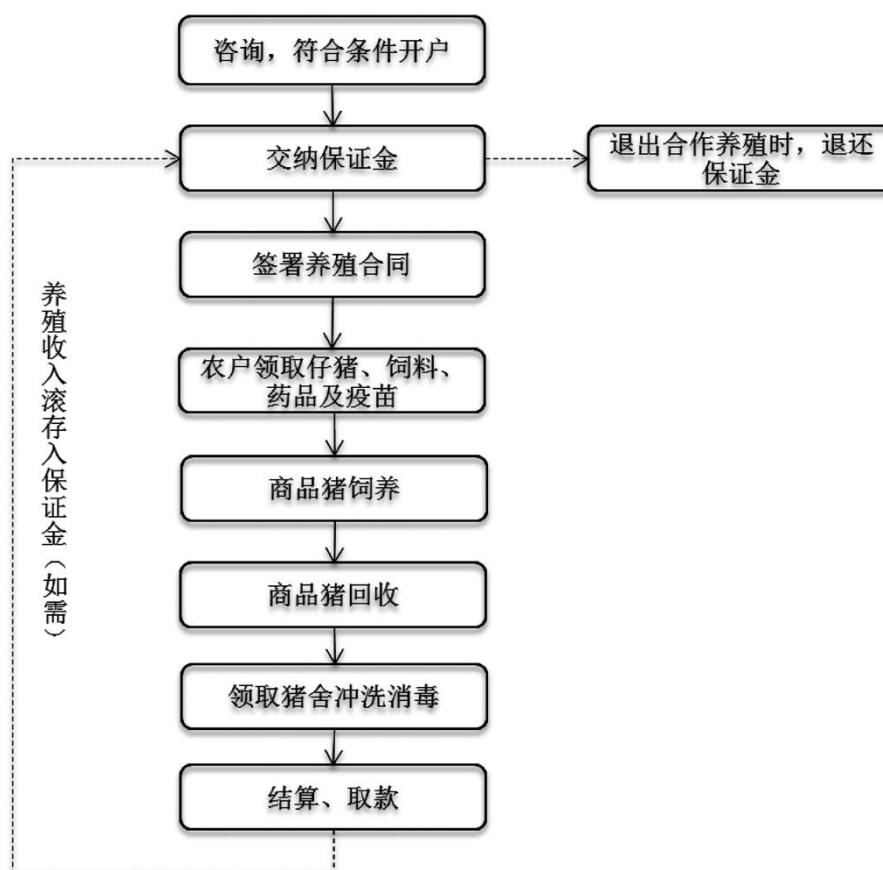 咨询，符合条件开户
交纳保证金
退出合作养殖时，退还
保证金
签署养殖合同
养殖收入滚存入保证金（如需）
农户领取仔猪、饲料、
药品及疫苗
商品猪饲养
商品猪回收
领取猪舍冲洗消毒
结算、取款